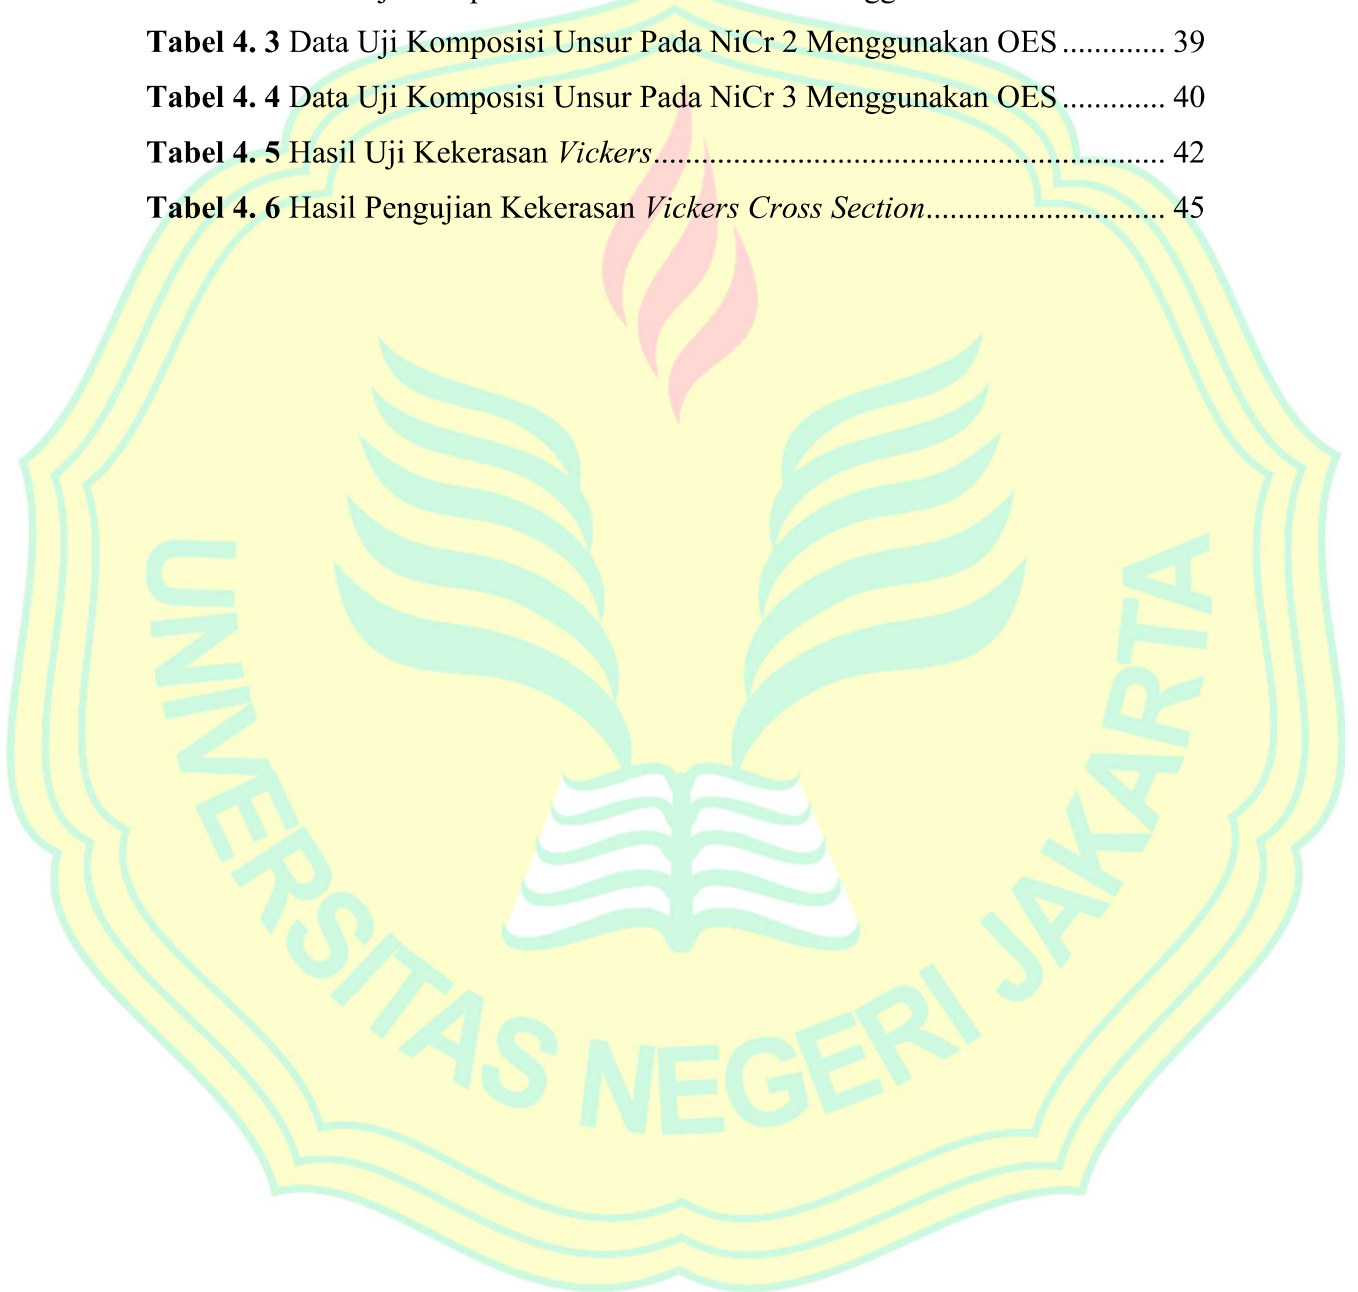 Tabel 4. 3 Data Uji Komposisi Unsur Pada NiCr 2 Menggunakan OES ............. 39
Tabel 4. 4 Data Uji Komposisi Unsur Pada NiCr 3 Menggunakan OES ............. 40
Tabel 4. 5 Hasil Uji Kekerasan Vickers................................................................. 42
Tabel 4. 6 Hasil Pengujian Kekerasan Vickers Cross Section.............................. 45
UNIVERSITAS NEGERI JAKARTA